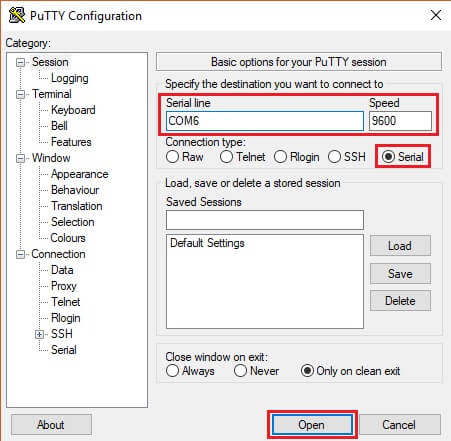 PuTTY Configuration
Category:
Session
Logging
Terminal
Keyboard
Bell
Features
Window
Appearance
Behaviour
Translation
Selection
Colours
Connection
Data
Proxy
Telnet
Rlogin
SSH
Serial
Basic options for your PuTTY session
Specify the destination you want to connect to
Serial line Speed
COM6 9600
Connection type:
Raw Telnet Rlogin SSH Serial
Load, save or delete a stored session
Saved Sessions
Default Settings
Load
Save
Delete
Close window on exit:
Always Never Only on clean exit
About Open Cancel